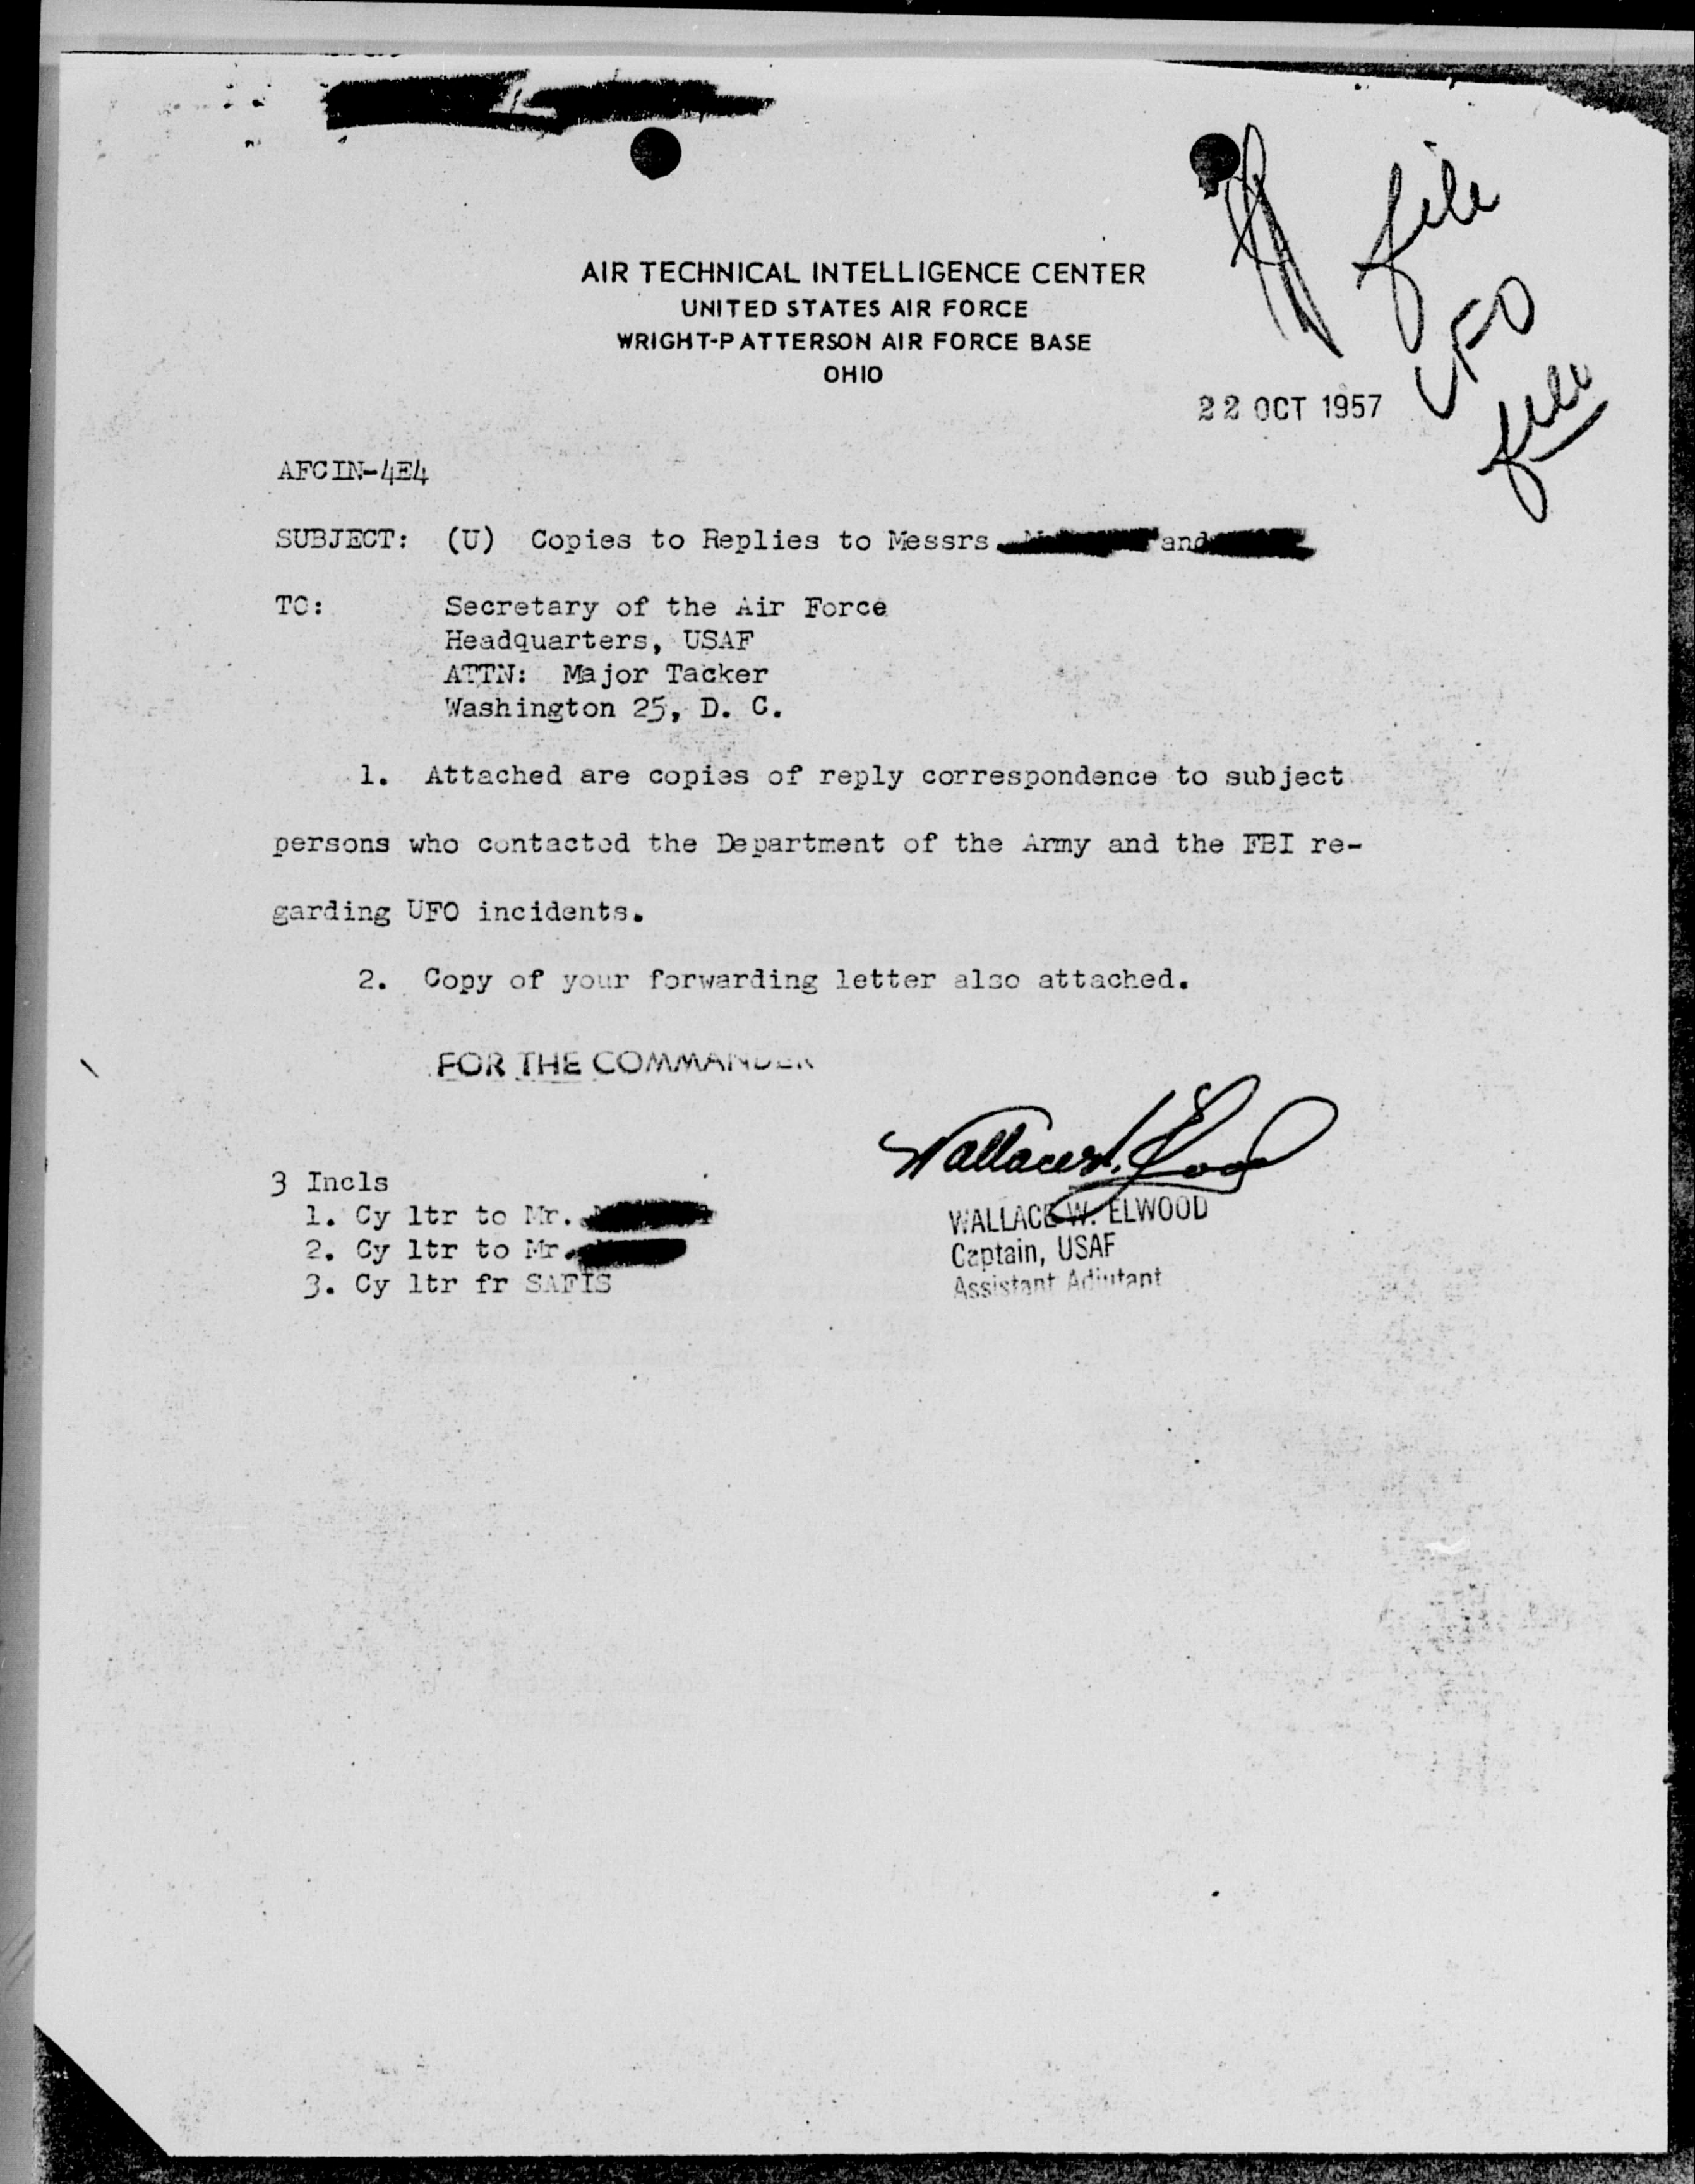 AIR TECHNICAL INTELLIGENCE CENTER
UNITED STATES AIR FORCE
WRIGHT-PATTERSON AIR FORCE BASE
OHIO
file
UFO
file
22 OCT 1957
AFCIN-4E4
SUBJECT: (U) Copies to Replies to Messrs. and
TO: Secretary of the Air Force
Headquarters, USAF
ATTN: Major Tacker
Washington 25, D. C.
1. Attached are copies of reply correspondence to subject
persons who contacted the Department of the Army and the FBI re-
garding UFO incidents.
2. Copy of your forwarding letter also attached.
FOR THE COMMANDER
Wallace W. Elwood
3 Incls
1. Cy ltr to Mr.
2. Cy ltr to Mr.
3. Cy ltr fr SAFIS
WALLACE W. ELWOOD
Captain, USAF
Assistant Adjutant